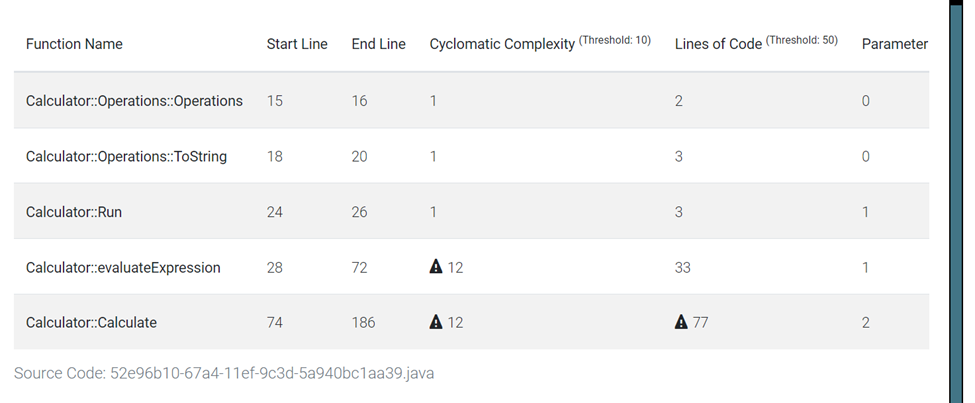 Function Name Start Line End Line Cyclomatic Complexity (Threshold: 10) Lines of Code (Threshold: 50) Parameter
Calculator::Operations::Operations 15 16 1 2 0
Calculator::Operations::ToString 18 20 1 3 0
Calculator::Run 24 26 1 3 1
Calculator::evaluateExpression 28 72 12 33 1
Calculator::Calculate 74 186 12 77 2
Source Code: 52e96b10-67a4-11ef-9c3d-5a940bc1aa39.java